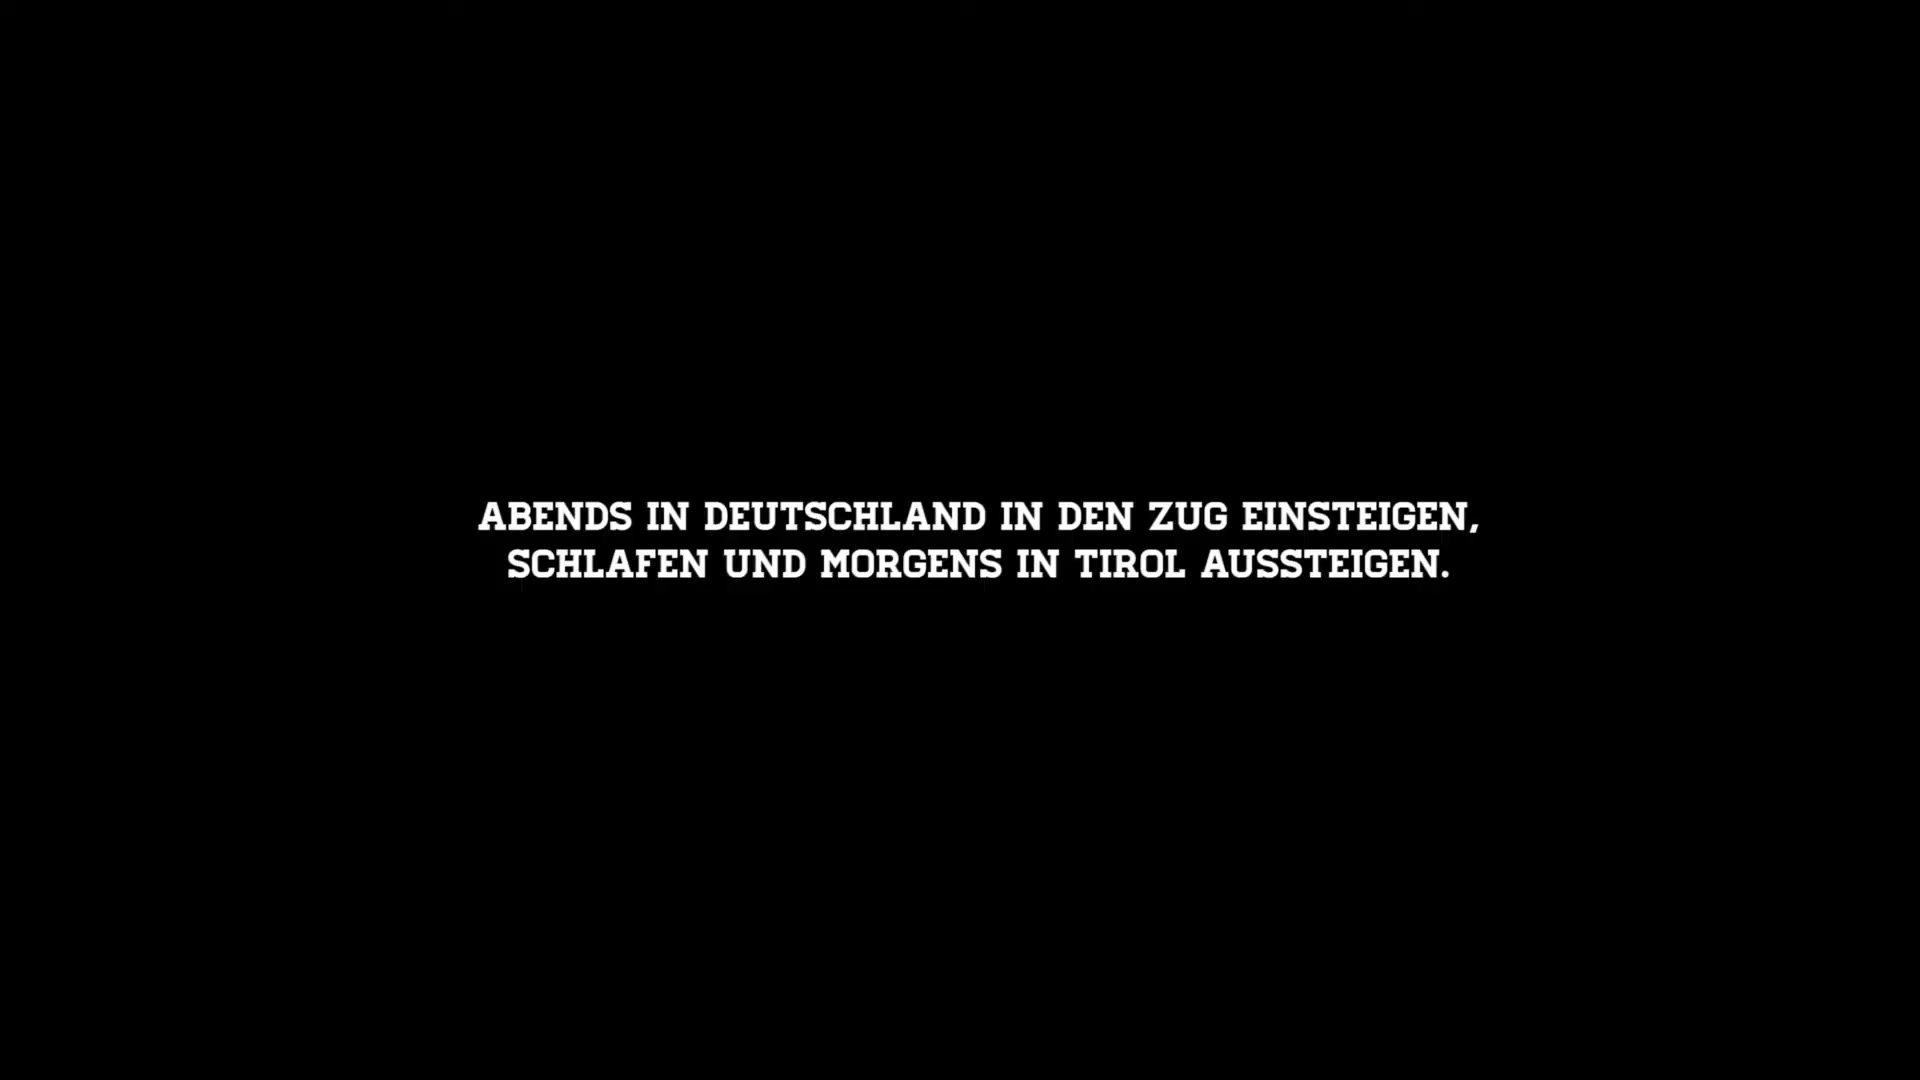 ABENDS IN DEUTSCHLAND IN DEN ZUG EINSTEIGEN,
SCHLAFEN UND MORGENS IN TIROL AUSSTEIGEN.